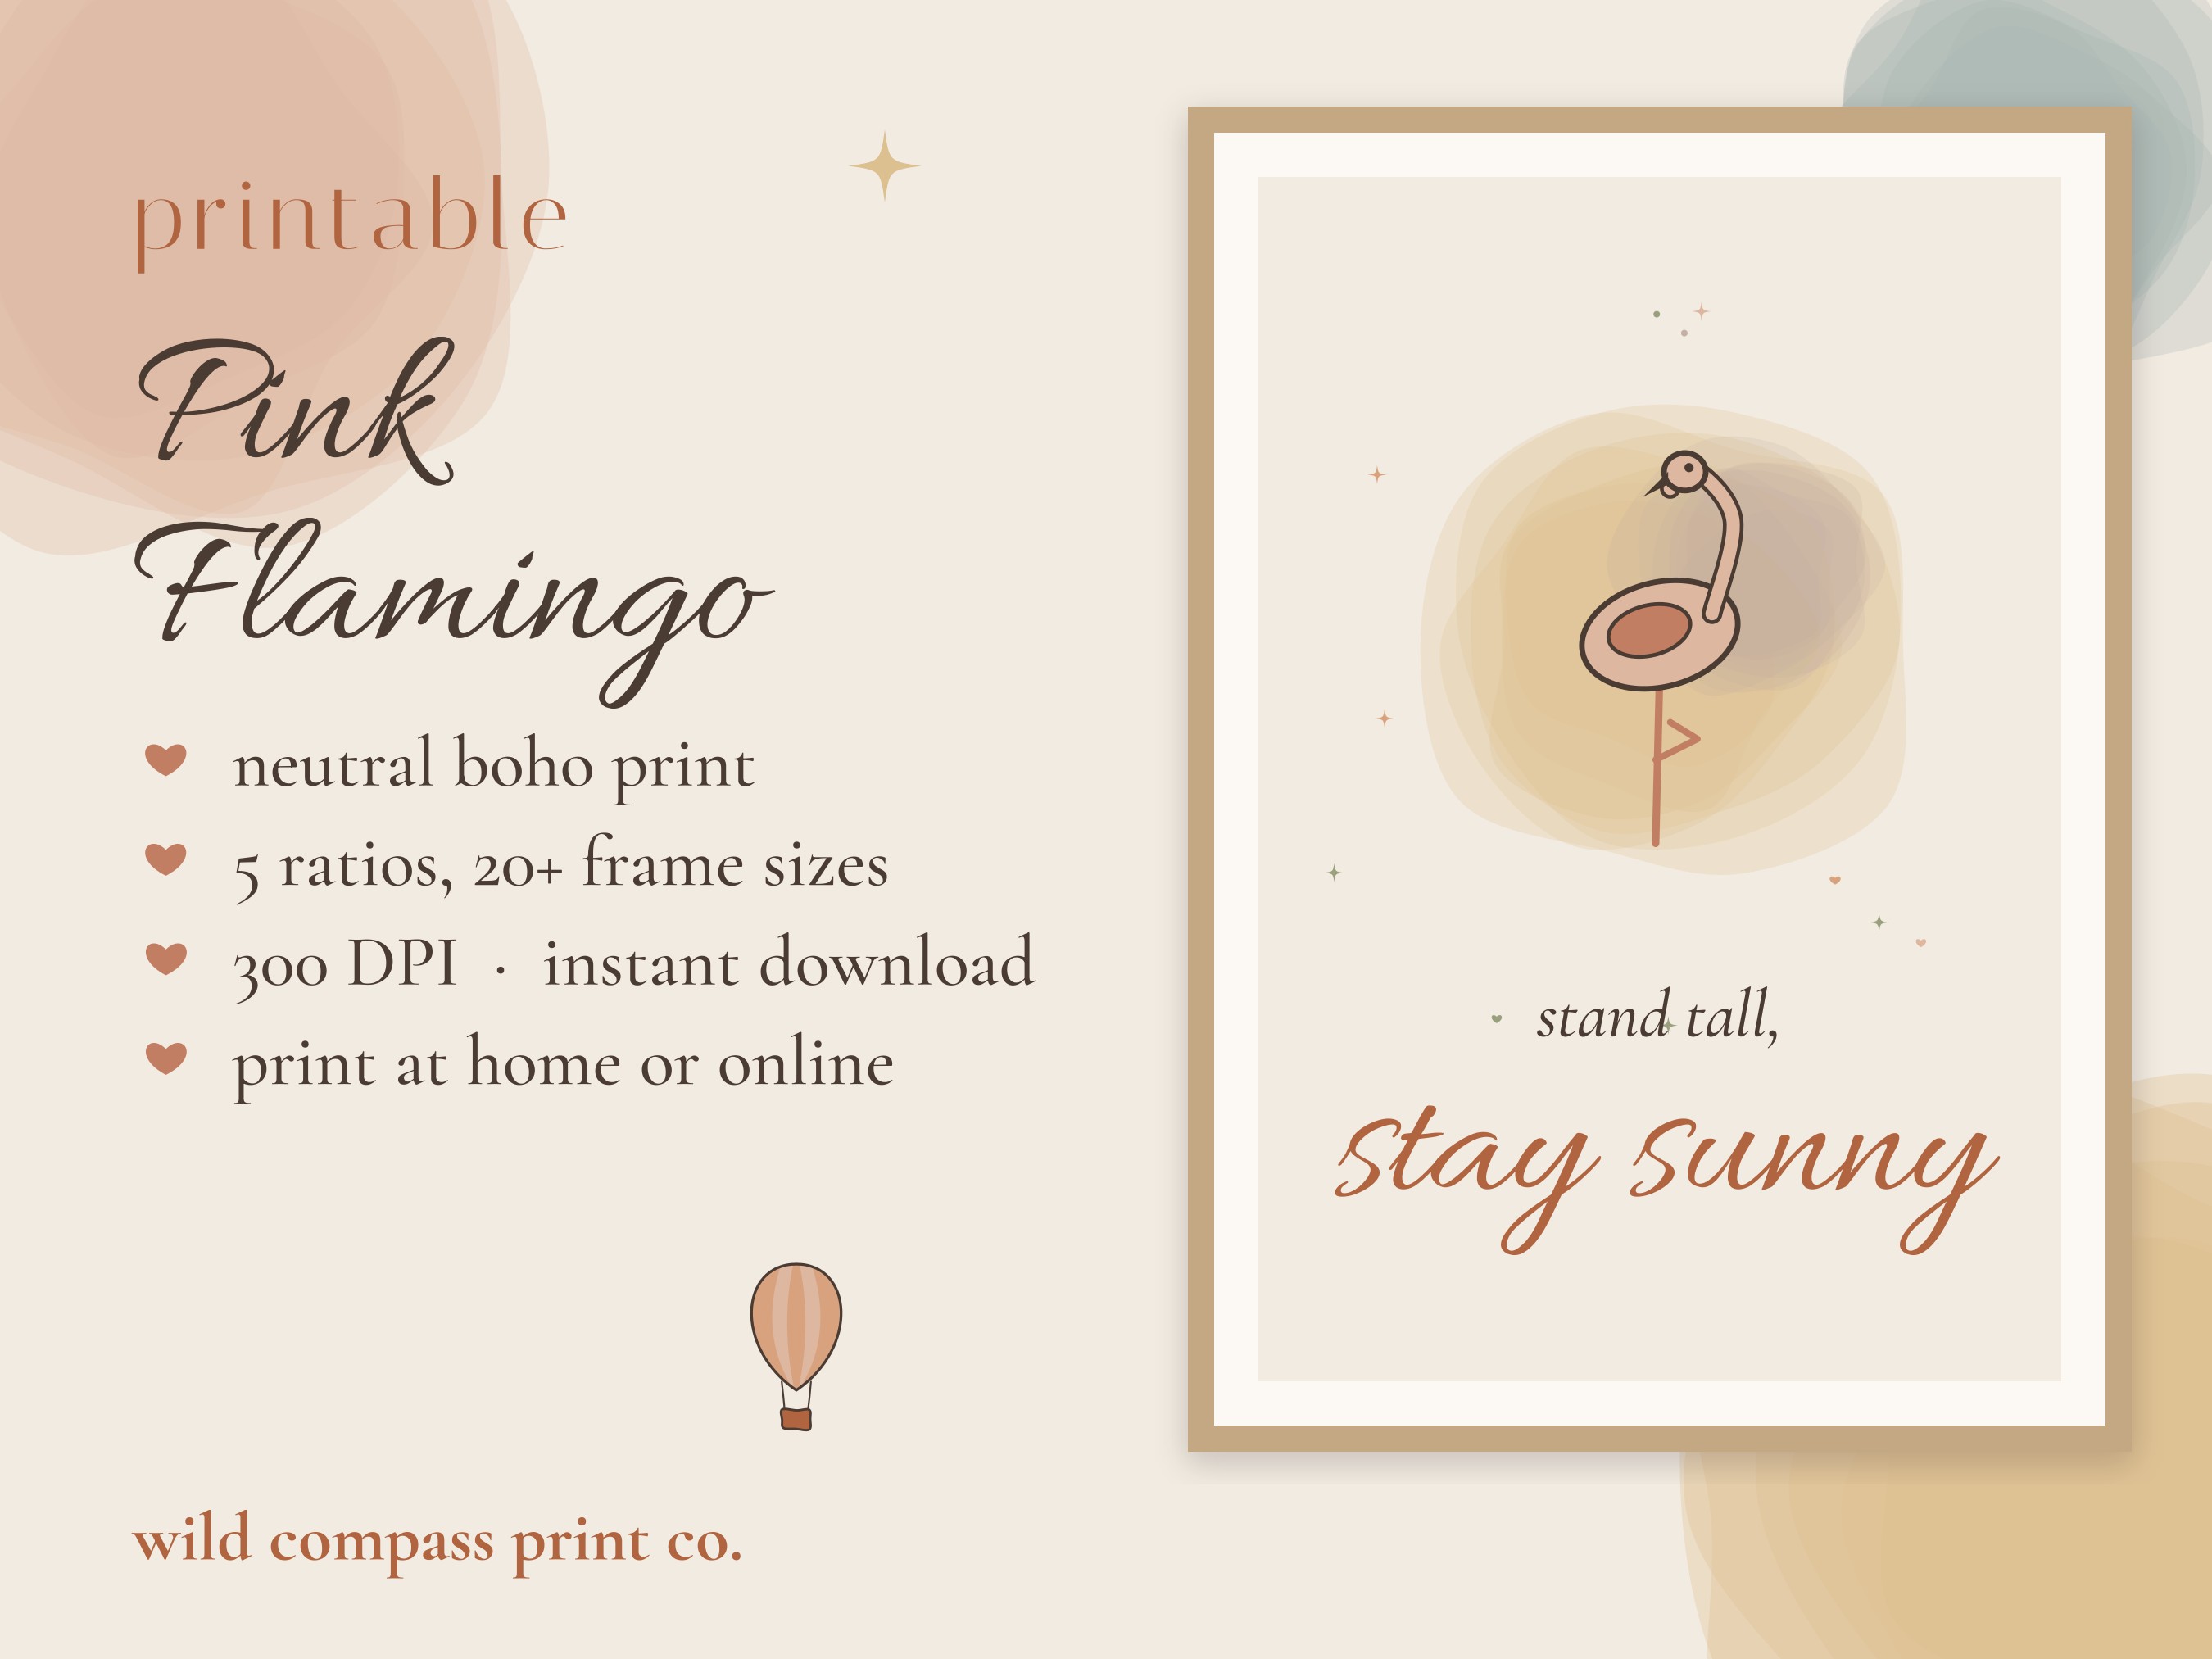 printable
Pink
Flamingo
neutral boho print
5 ratios, 20+ frame sizes
300 DPI · instant download
print at home or online
wild compass print co.
stand tall,
stay sunny